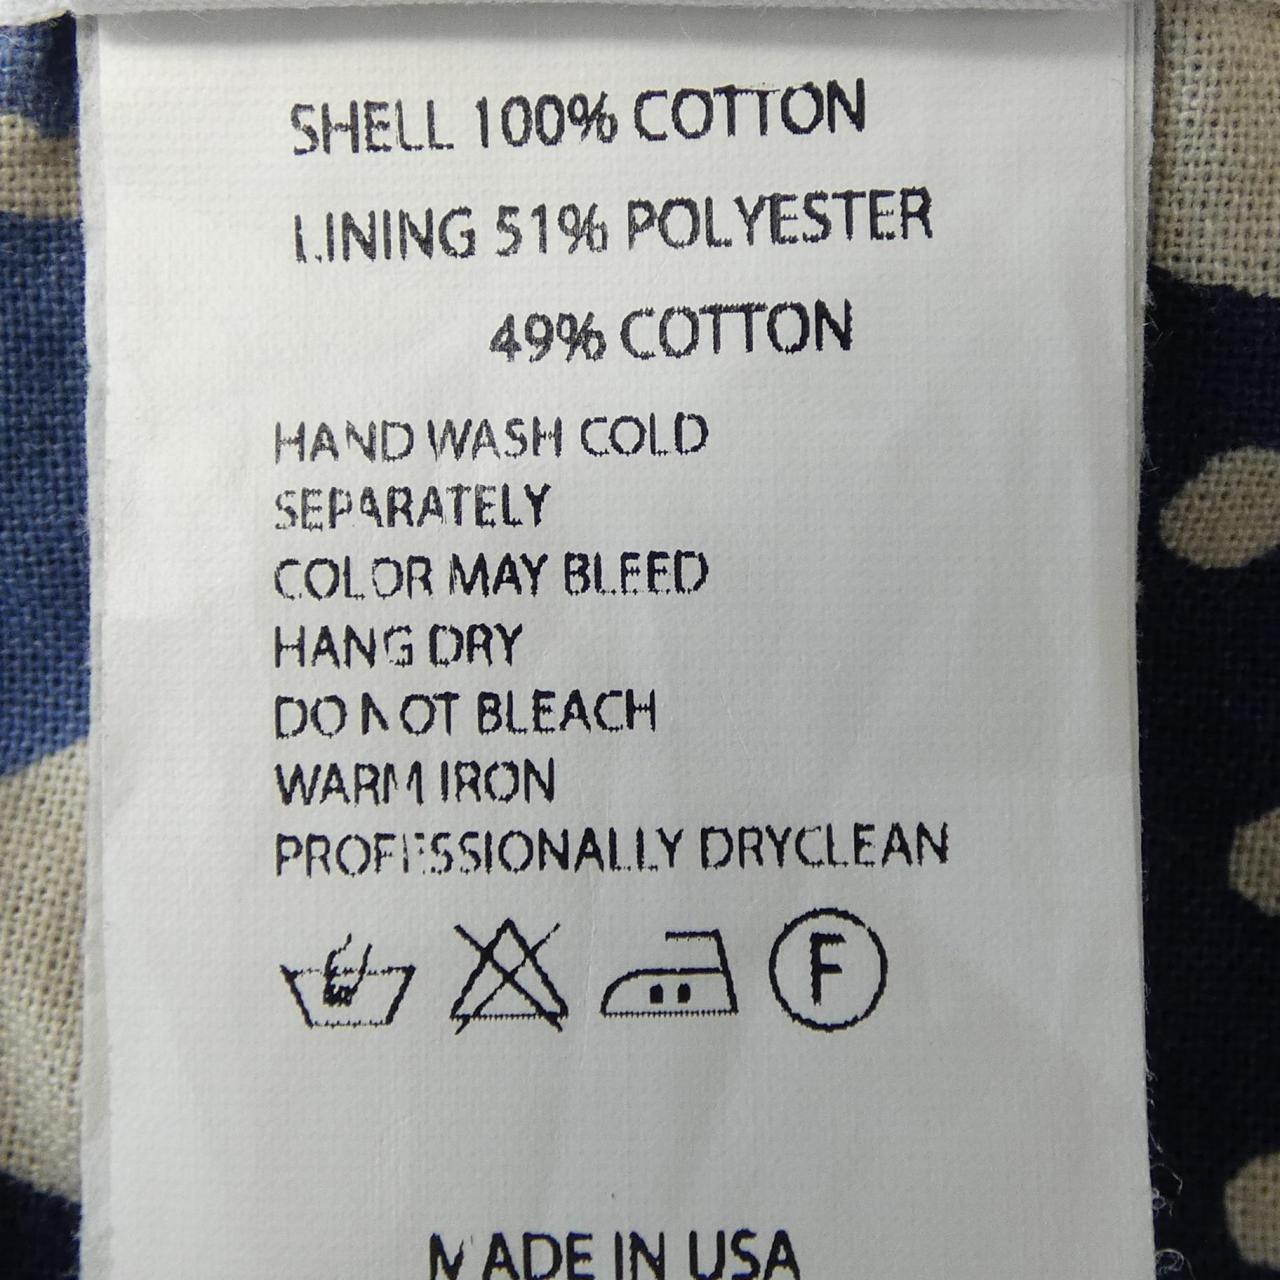 SHELL 100% COTTON
LINING 51% POLYESTER
49% COTTON
HAND WASH COLD
SEPARATELY
COLOR MAY BLEED
HANG DRY
DO NOT BLEACH
WARM IRON
PROFESSIONALLY DRYCLEAN
F
MADE IN USA